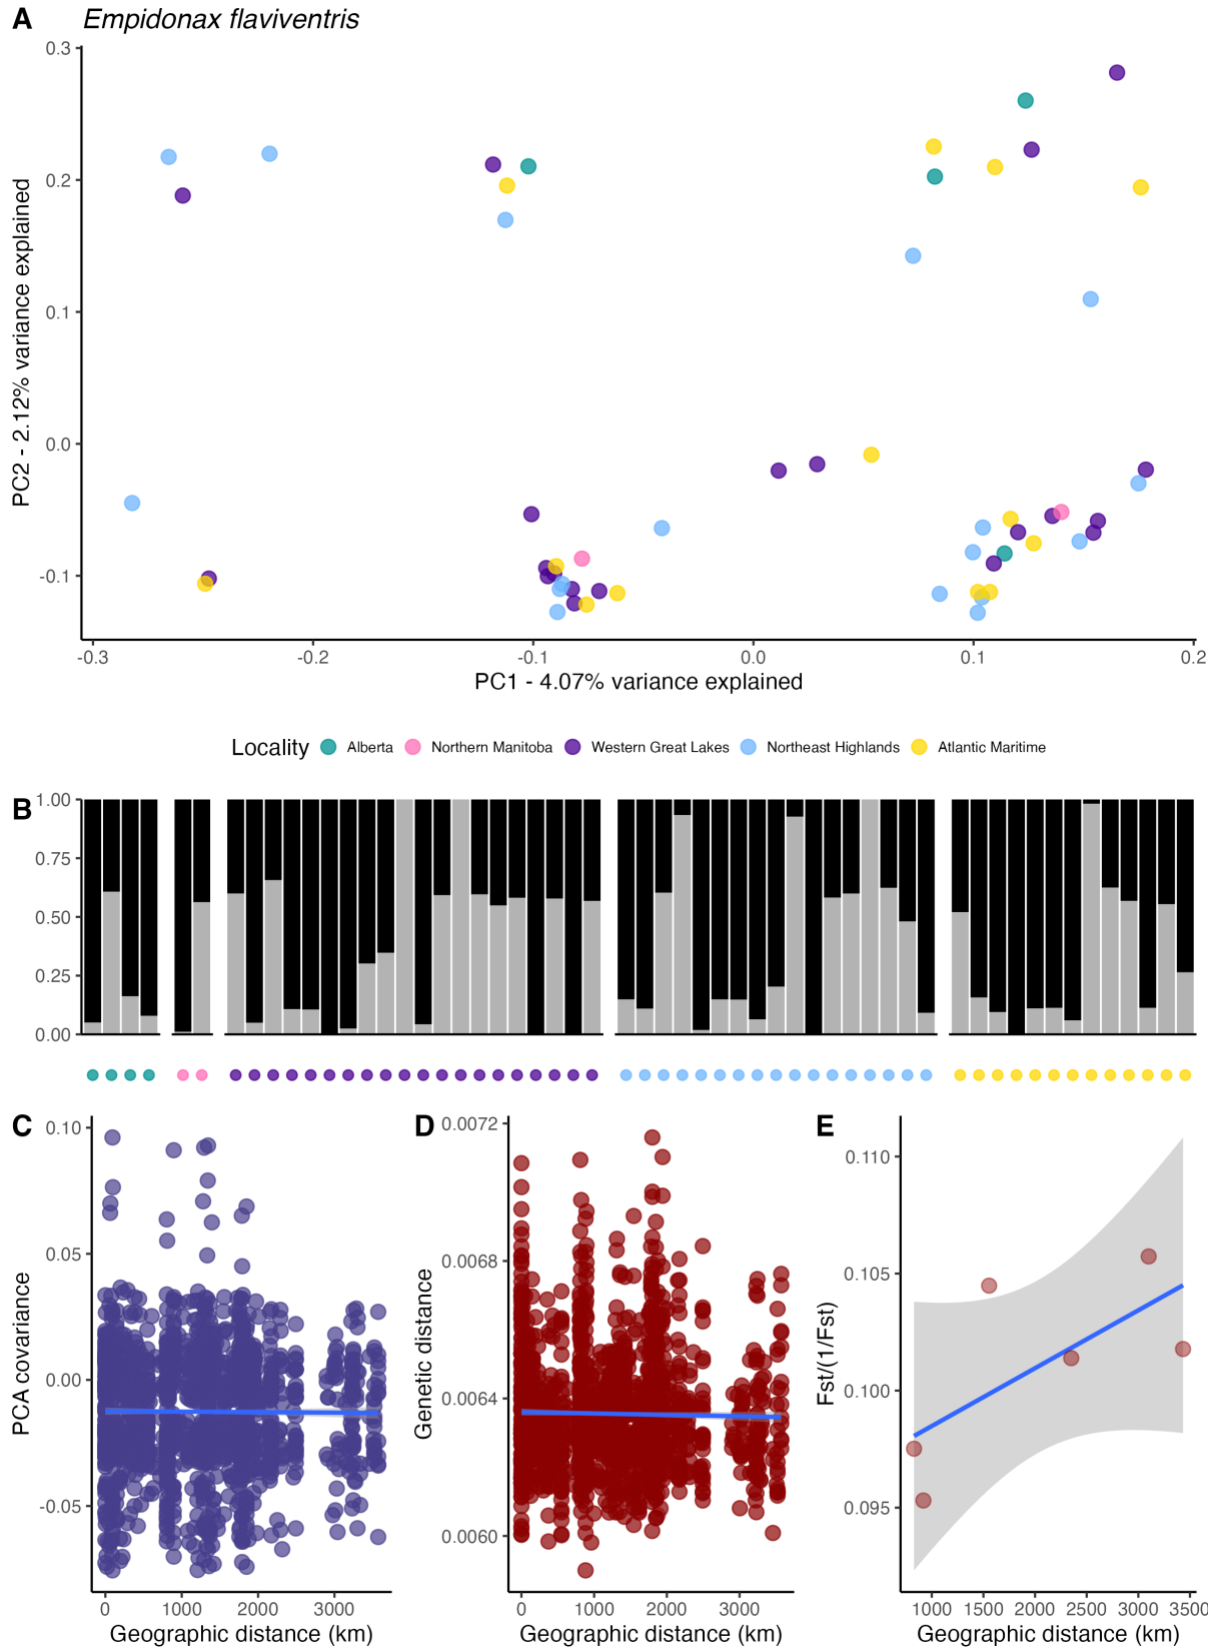 A Empidonax flaviventris
0.3
0.2
0.1
0.0
-0.1
PC2 - 2.12% variance explained
-0.3 -0.2 -0.1 0.0 0.1 0.2
PC1 - 4.07% variance explained
Locality Alberta Northern Manitoba Western Great Lakes Northeast Highlands Atlantic Maritime
B
1.00
0.75
0.50
0.25
0.00
C
0.10
0.05
0.00
-0.05
PCA covariance
0 1000 2000 3000
Geographic distance (km)
D
0.0072
0.0068
0.0064
0.0060
Genetic distance
0 1000 2000 3000
Geographic distance (km)
E
0.110
0.105
0.100
0.095
Fst/(1/Fst)
1000 1500 2000 2500 3000 3500
Geographic distance (km)